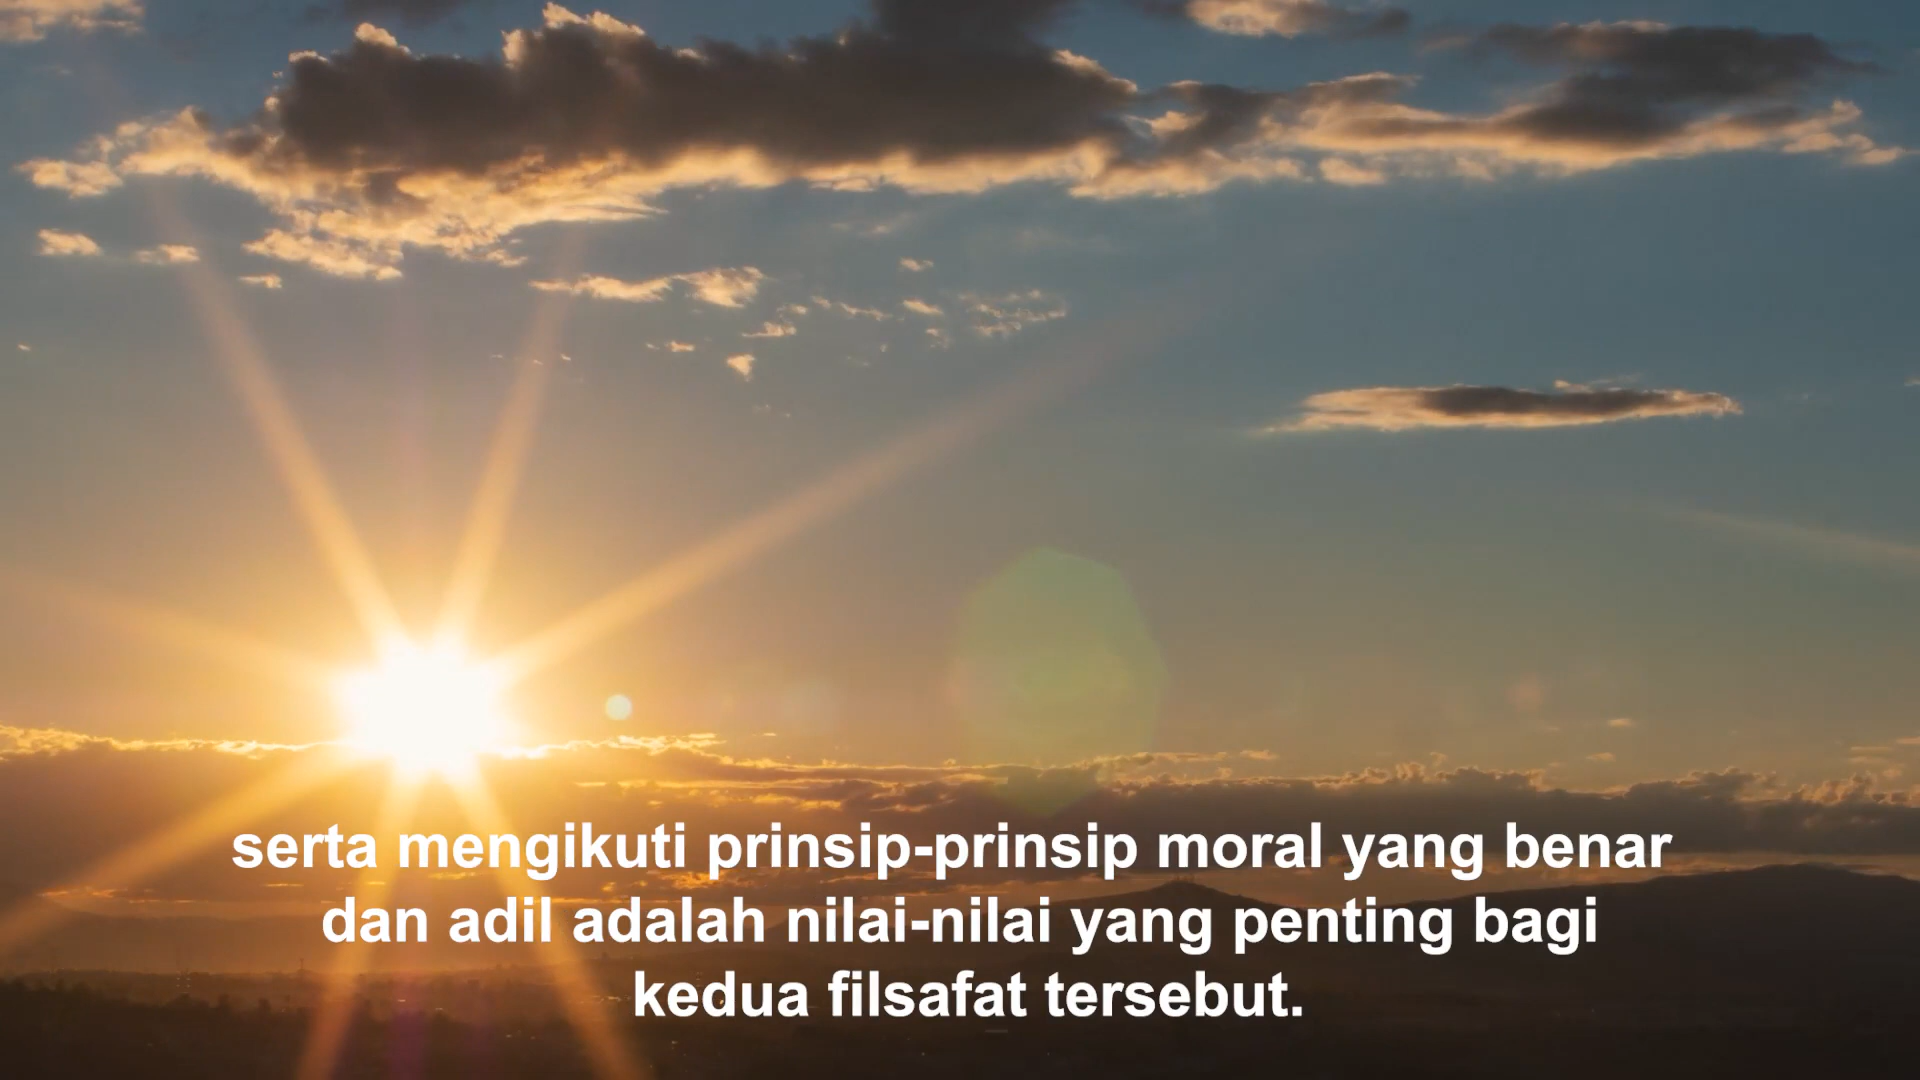 serta mengikuti prinsip-prinsip moral yang benar
dan adil adalah nilai-nilai yang penting bagi
kedua filsafat tersebut.